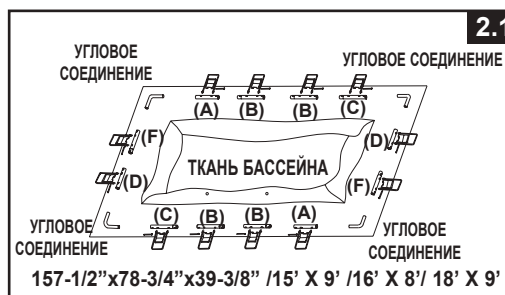 2.1
УГЛОВОЕ
СОЕДИНЕНИЕ
УГЛОВОЕ СОЕДИНЕНИЕ
(A) (B) (B) (C)
(F) (D)
ТКАНЬ БАССЕЙНА
(D) (F)
(C) (B) (B) (A)
УГЛОВОЕ
СОЕДИНЕНИЕ
УГЛОВОЕ
СОЕДИНЕНИЕ
157-1/2”x78-3/4”x39-3/8” /15’ X 9’ /16’ X 8’/ 18’ X 9’